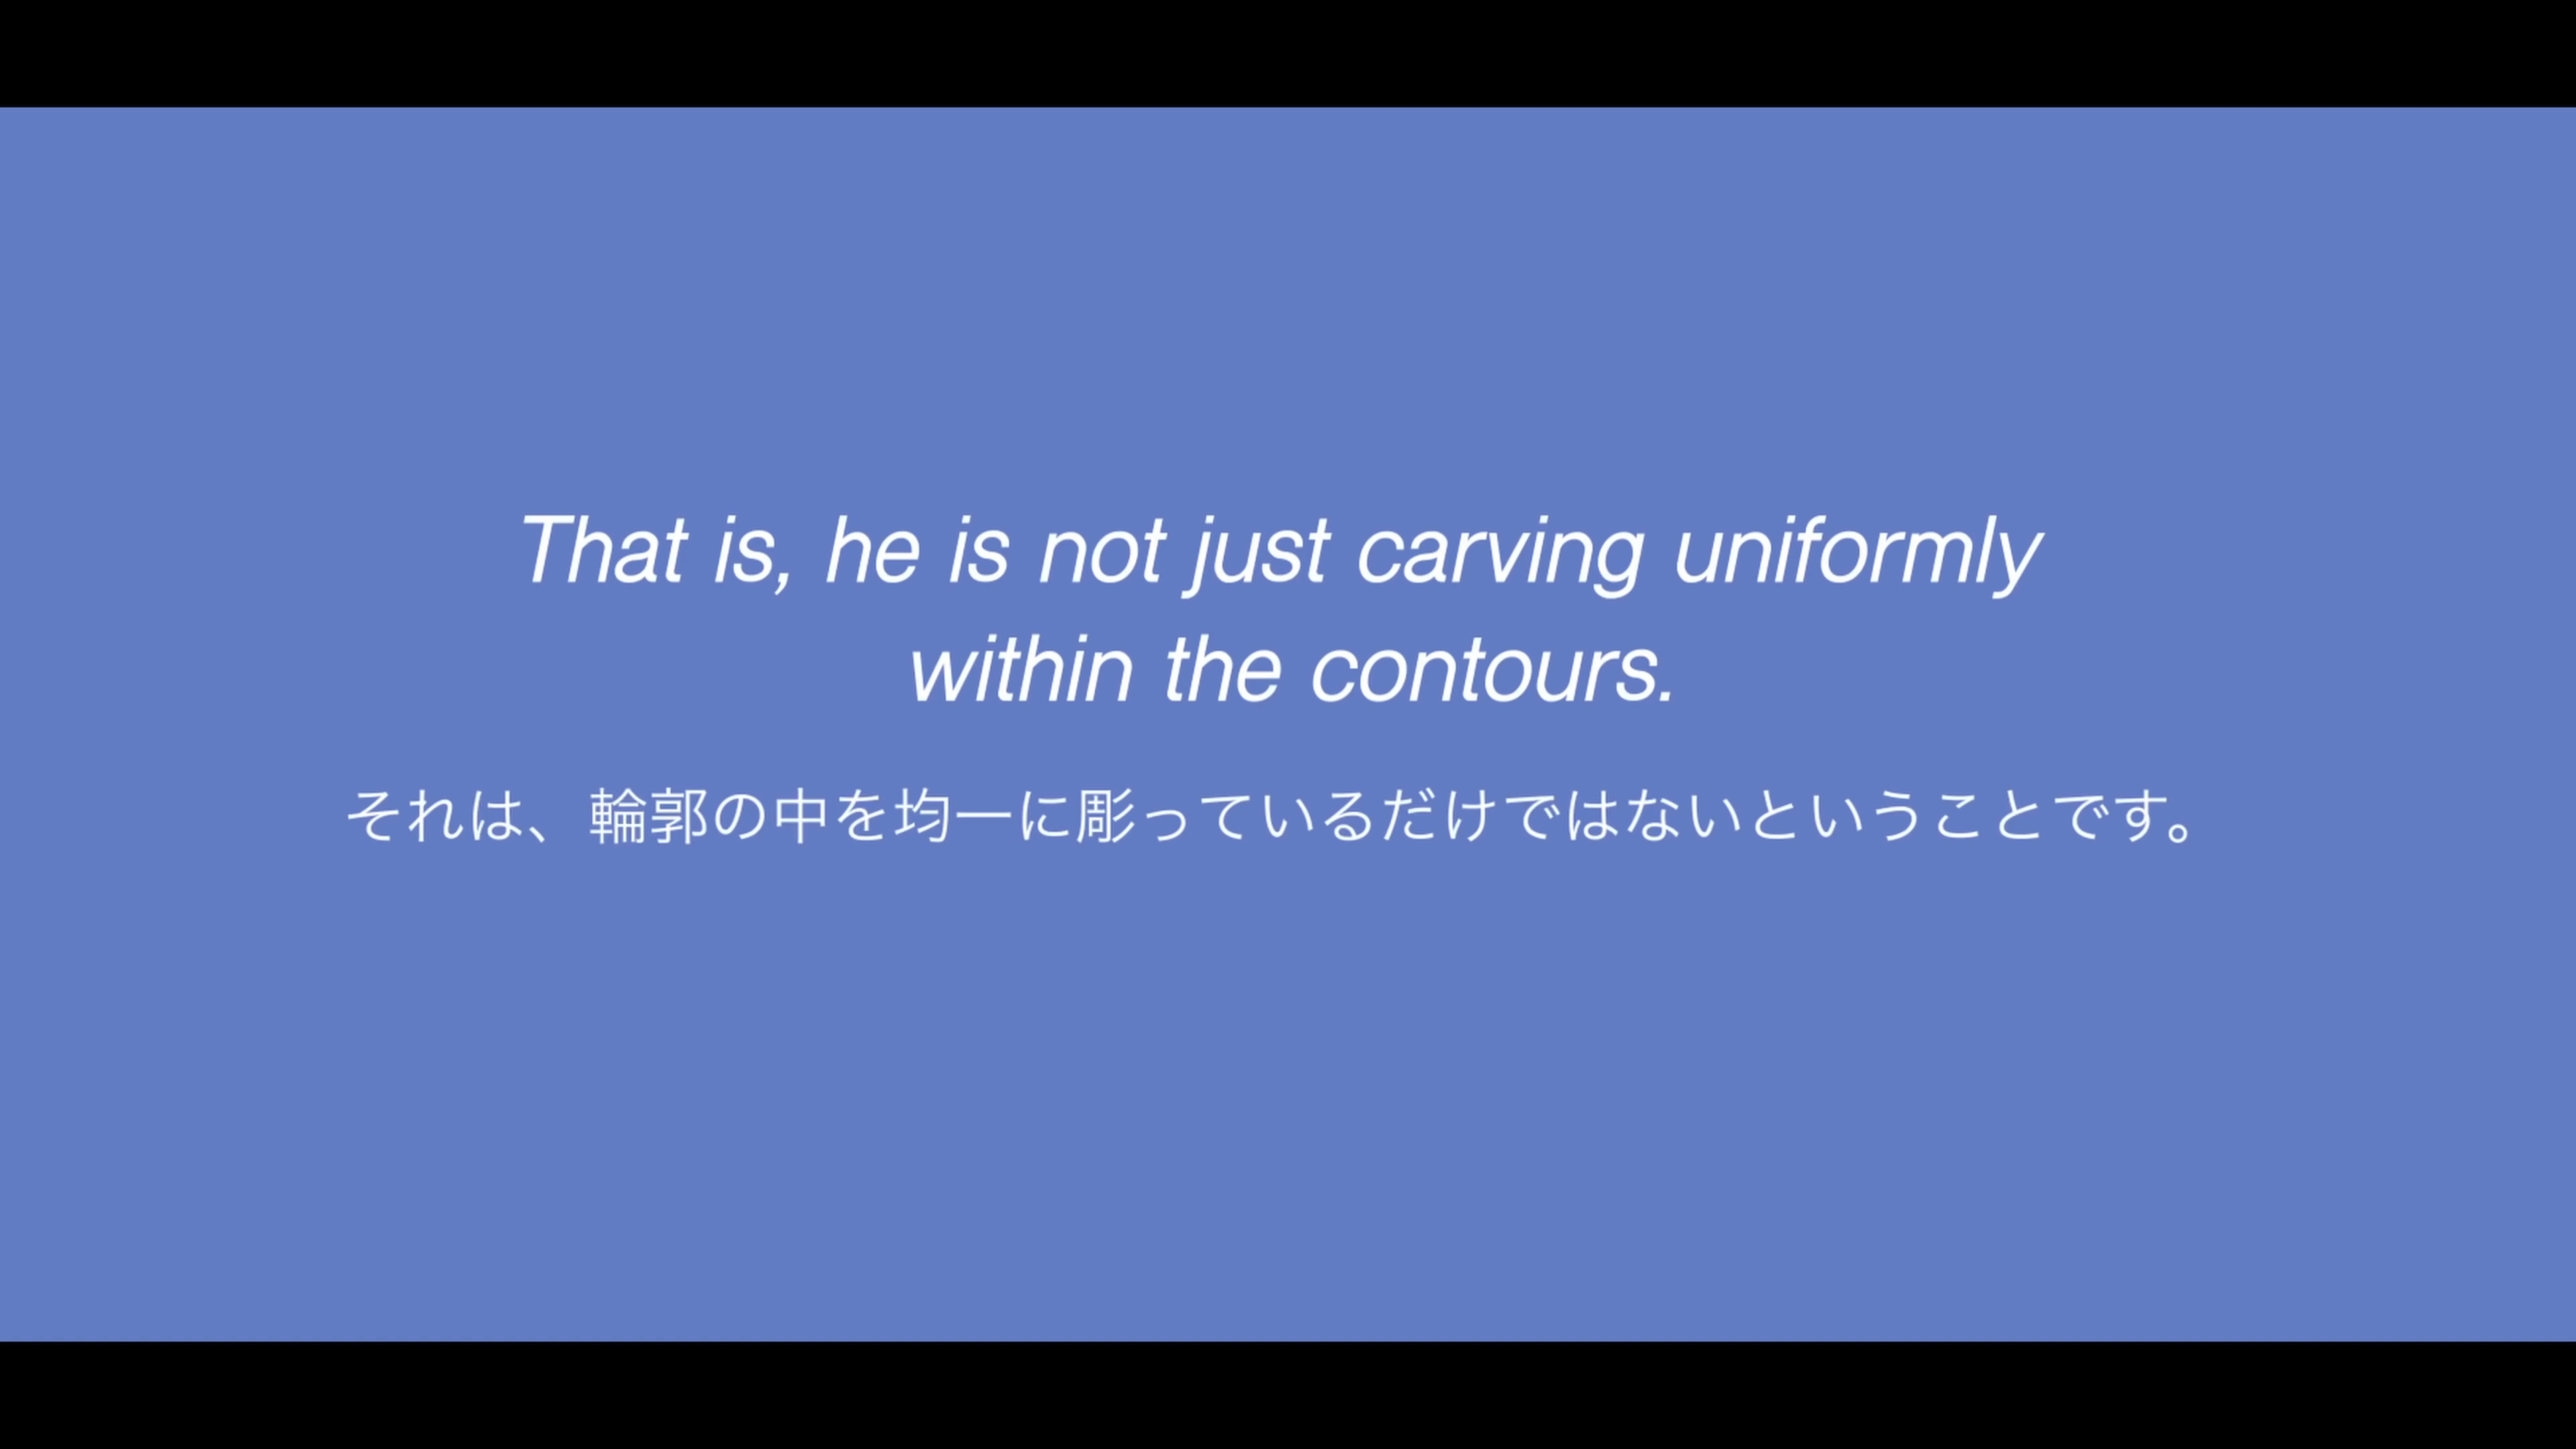 That is, he is not just carving uniformly
within the contours.
それは、輪郭の中を均一に彫っているだけではないということです。